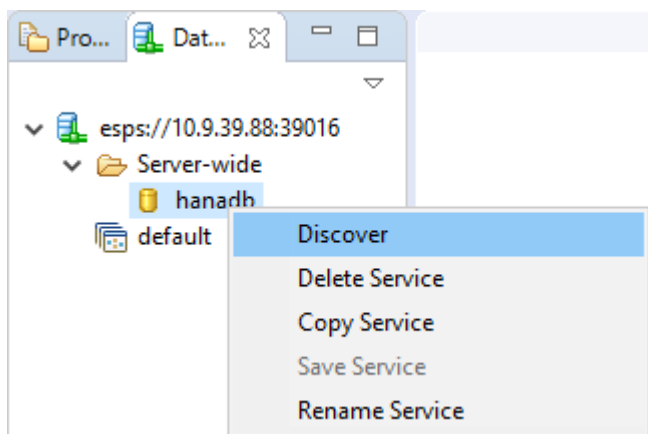 Pro... Dat...
esps://10.9.39.88:39016
Server-wide
hanadb
default
Discover
Delete Service
Copy Service
Save Service
Rename Service